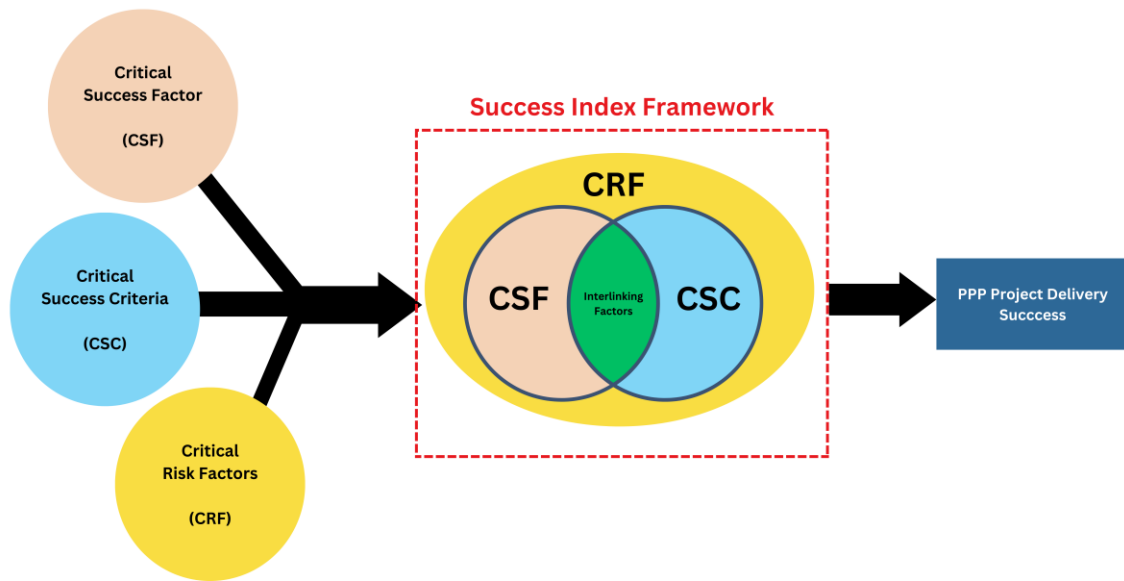 Critical
Success Factor
(CSF)
Critical
Success Criteria
(CSC)
Critical
Risk Factors
(CRF)
Success Index Framework
CRF
CSF
Interlinking
Factors
CSC
PPP Project Delivery
Succcess